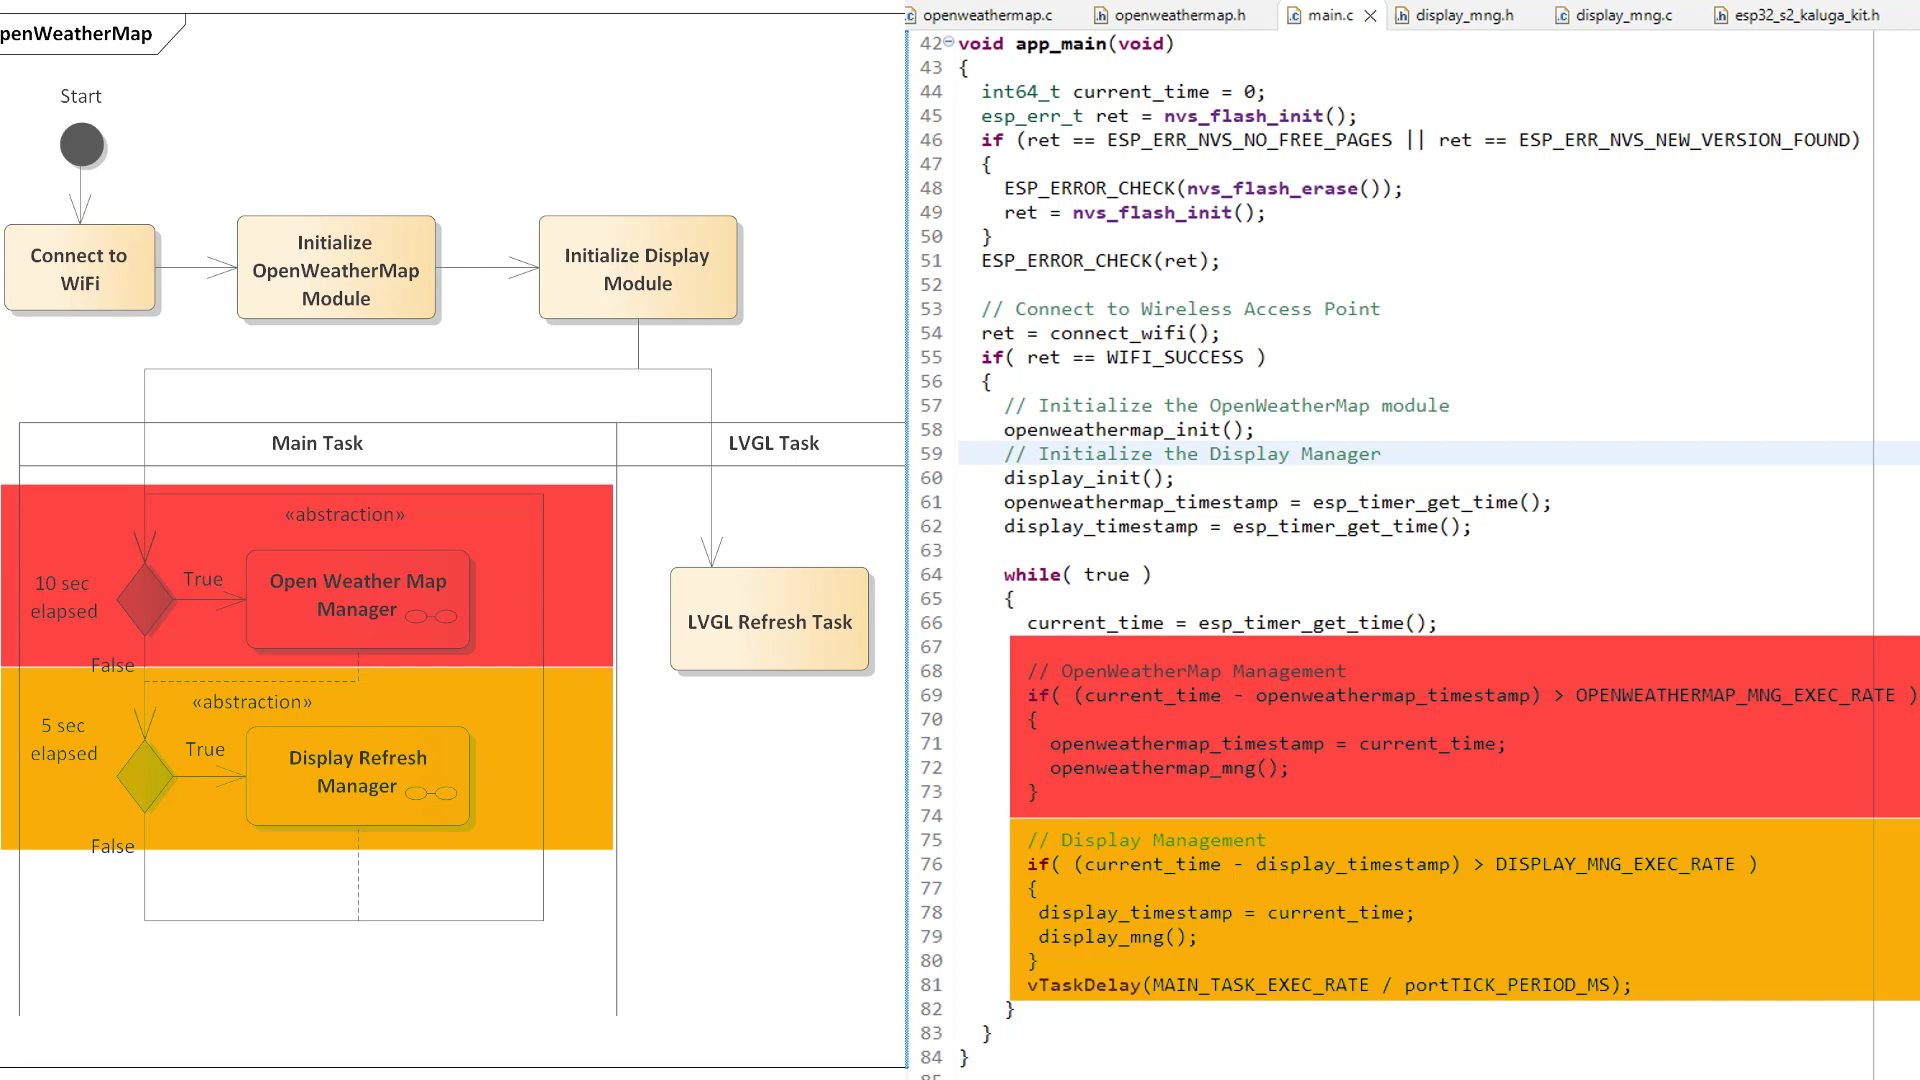 penWeatherMap
Start
Connect to
WiFi
Initialize
OpenWeatherMap
Module
Initialize Display
Module
Main Task
LVGL Task
«abstraction»
10 sec
elapsed
True
Open Weather Map
Manager
False
«abstraction»
5 sec
elapsed
True
Display Refresh
Manager
False
LVGL Refresh Task
openweathermap.c
openweathermap.h
main.c
display_mng.h
display_mng.c
esp32_s2_kaluga_kit.h
42 void app_main(void)
43 {
44 int64_t current_time = 0;
45 esp_err_t ret = nvs_flash_init();
46 if (ret == ESP_ERR_NVS_NO_FREE_PAGES || ret == ESP_ERR_NVS_NEW_VERSION_FOUND)
47 {
48 ESP_ERROR_CHECK(nvs_flash_erase());
49 ret = nvs_flash_init();
50 }
51 ESP_ERROR_CHECK(ret);
52
53 // Connect to Wireless Access Point
54 ret = connect_wifi();
55 if( ret == WIFI_SUCCESS )
56 {
57 // Initialize the OpenWeatherMap module
58 openweathermap_init();
59 // Initialize the Display Manager
60 display_init();
61 openweathermap_timestamp = esp_timer_get_time();
62 display_timestamp = esp_timer_get_time();
63
64 while( true )
65 {
66 current_time = esp_timer_get_time();
67
68 // OpenWeatherMap Management
69 if( (current_time - openweathermap_timestamp) > OPENWEATHERMAP_MNG_EXEC_RATE )
70 {
71 openweathermap_timestamp = current_time;
72 openweathermap_mng();
73 }
74
75 // Display Management
76 if( (current_time - display_timestamp) > DISPLAY_MNG_EXEC_RATE )
77 {
78 display_timestamp = current_time;
79 display_mng();
80 }
81 vTaskDelay(MAIN_TASK_EXEC_RATE / portTICK_PERIOD_MS);
82 }
83 }
84 }
85